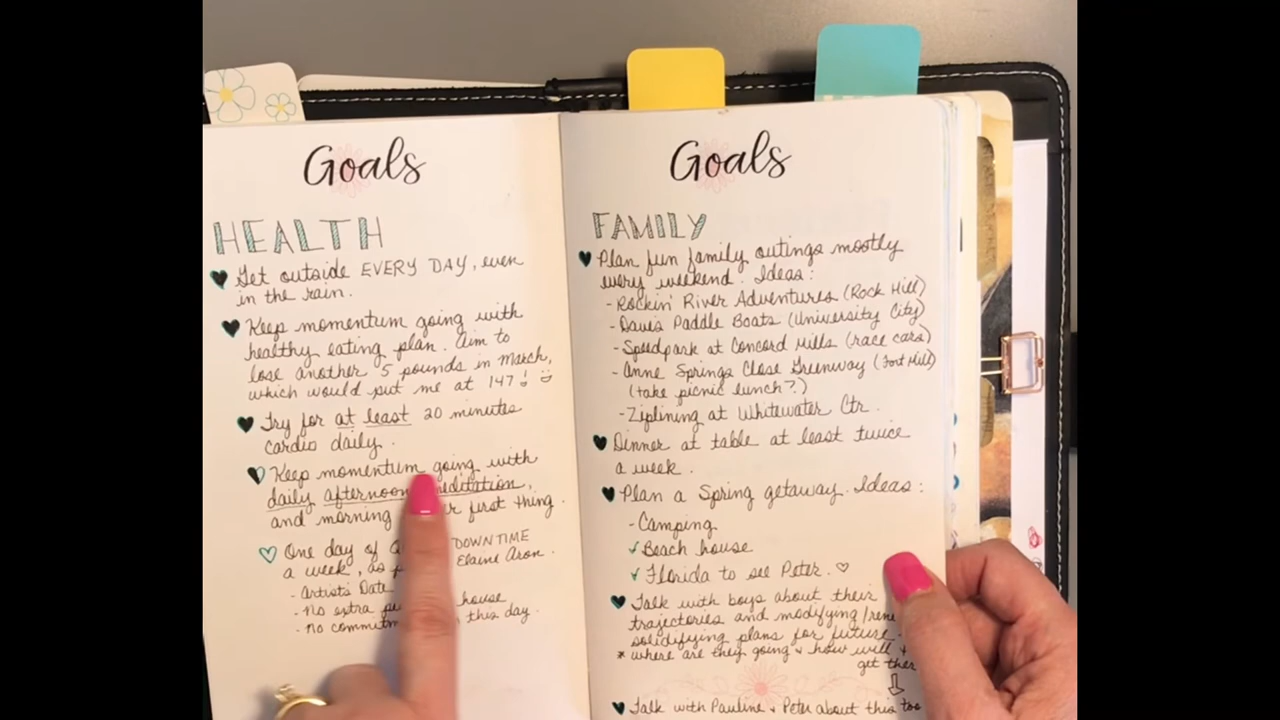 Goals
HEALTH
Get outside EVERY DAY, even
in the rain.
Keep momentum going with
healthy eating plan. Aim to
lose another 5 pounds in March,
which would put me at 147!
Try for at least 20 minutes
cardio daily.
Keep momentum going with
daily afternoon meditation,
and morning first thing.
One day of DOWNTIME
a week, as Elaine Aron.
- Artist's Date
- No extra house
- No this day.
Goals
FAMILY
Plan fun family outings mostly
every weekend. Ideas:
- Rockin' River Adventures (Rock Hill)
- Davis Paddle Boats (University City)
- Speedpark at Concord Mills (race cars)
- Anne Springs Close Greenway (Fort Mill)
(take picnic lunch?)
- Ziplining at Whitewater Ctr.
Dinner at table at least twice
a week.
Plan a Spring getaway. Ideas:
- Camping
✓ Beach house
✓ Florida to see Peter. ♡
Talk with boys about their
trajectories and modifying/
solidifying plans for future -
* where are they going + how will +
get
Talk with Pauline + Peter about this too